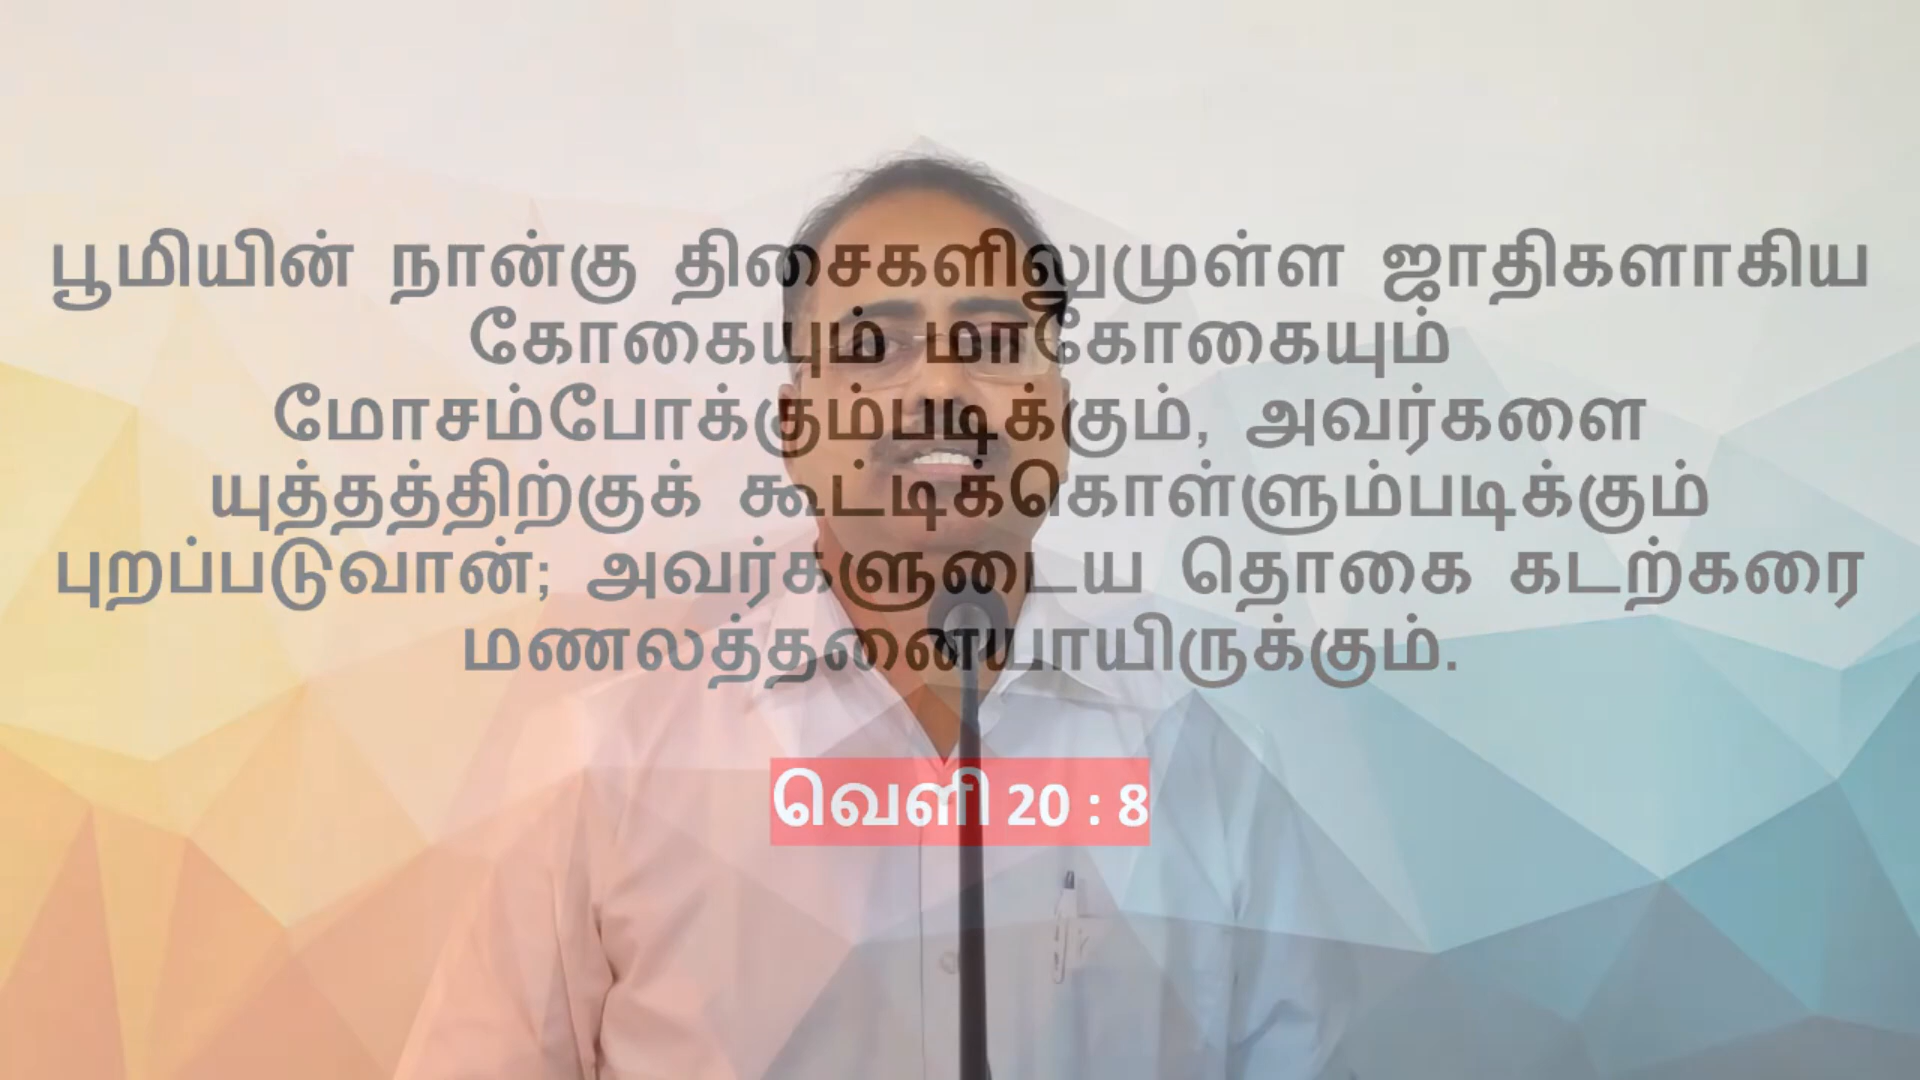 பூமியின் நான்கு திசைகளிலுமுள்ள ஜாதிகளாகிய
கோகையும் மாகோகையும்
மோசம்போக்கும்படிக்கும், அவர்களை
யுத்தத்திற்குக் கூட்டிக்கொள்ளும்படிக்கும்
புறப்படுவான்; அவர்களுடைய தொகை கடற்கரை
மணலத்தனையாயிருக்கும்.
வெளி 20 : 8